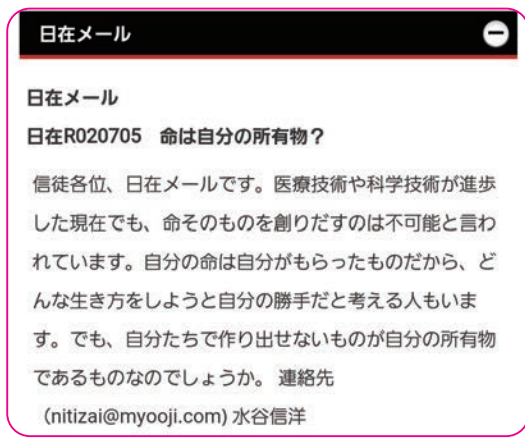 日在メール
日在メール
日在R020705　命は自分の所有物？
信徒各位、日在メールです。医療技術や科学技術が進歩
した現在でも、命そのものを創りだすのは不可能と言わ
れています。自分の命は自分がもらったものだから、ど
んな生き方をしようと自分の勝手だと考える人もいま
す。でも、自分たちで作り出せないものが自分の所有物
であるものなのでしょうか。 連絡先
（nitizai@myooji.com) 水谷信洋